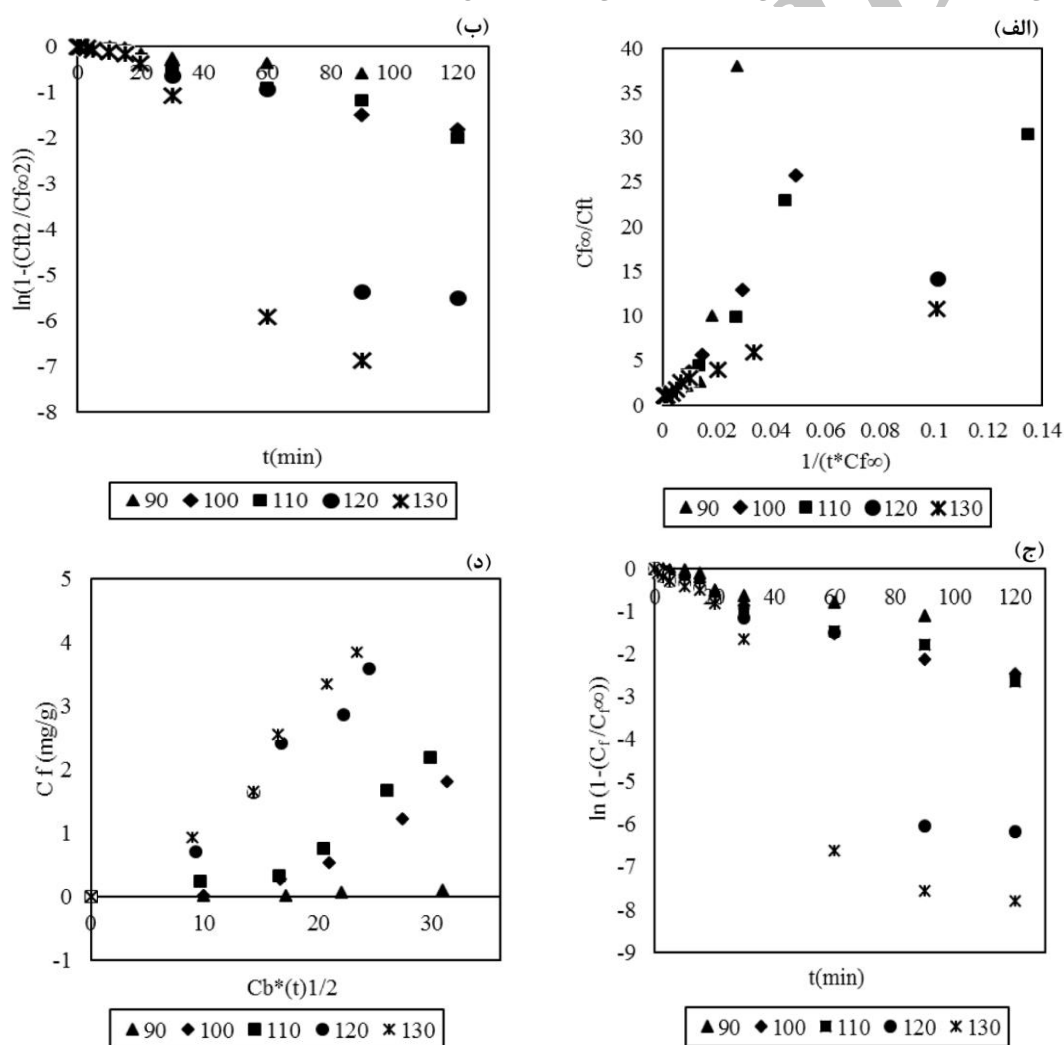 (الف)
40
35
30
25
20
15
10
5
0
Cf∞/Cft
0 0.02 0.04 0.06 0.08 0.1 0.12 0.14
1/(t*Cf∞)
90 100 110 120 130
(ب)
0
-1
-2
-3
-4
-5
-6
-7
-8
0 20 40 60 80 100 120
ln(1-(Cft2 /Cf∞2))
t(min)
90 100 110 120 130
(ج)
0
-1
-2
-3
-4
-5
-6
-7
-8
-9
0 20 40 60 80 100 120
ln (1-(Cf /Cf∞))
t(min)
90 100 110 120 130
(د)
5
4
3
2
1
0
-1
0 10 20 30
C f (mg/g)
Cb*(t)1/2
90 100 110 120 130